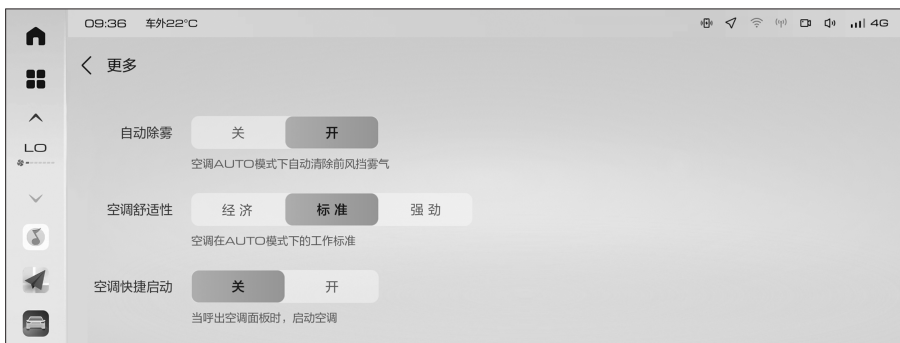 09:36 车外22°C
4G
更多
LO
自动除雾 关 开
空调AUTO模式下自动清除前风挡雾气
空调舒适性 经济 标准 强劲
空调在AUTO模式下的工作标准
空调快捷启动 关 开
当呼出空调面板时，启动空调